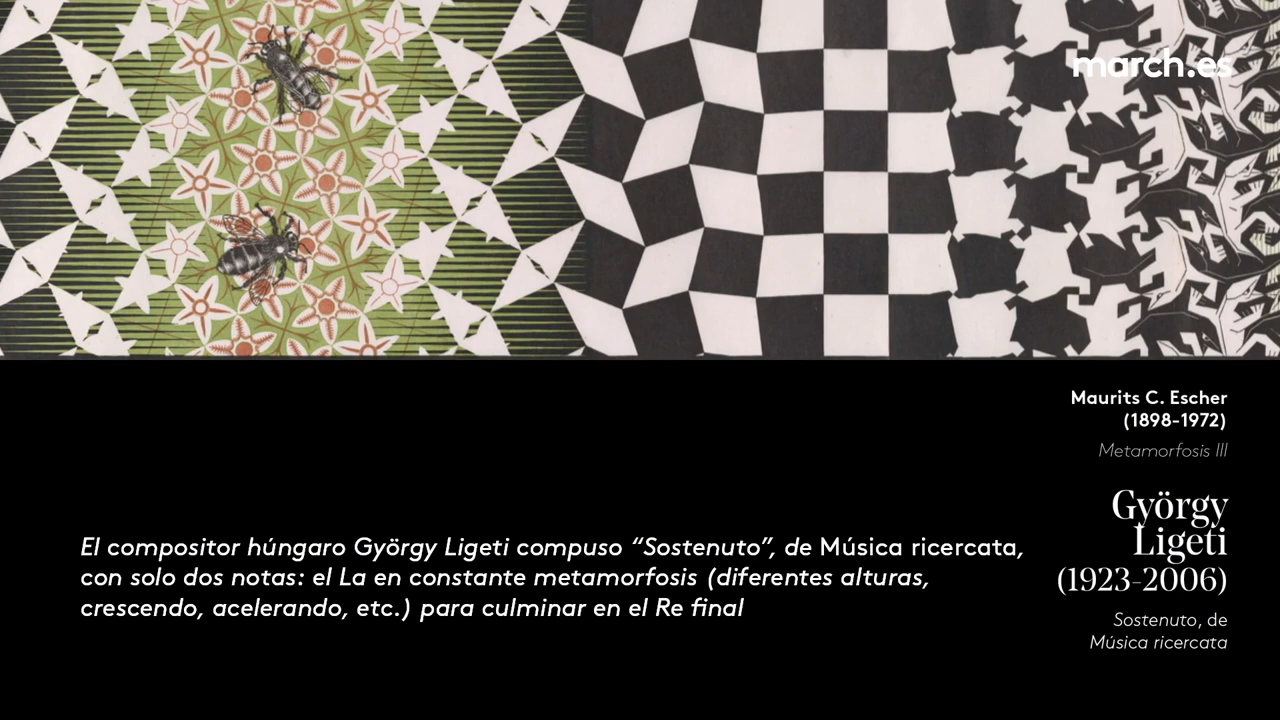 march.es
Maurits C. Escher
(1898-1972)
Metamorfosis III
György
Ligeti
(1923-2006)
Sostenuto, de
Música ricercata
El compositor húngaro György Ligeti compuso “Sostenuto”, de Música ricercata,
con solo dos notas: el La en constante metamorfosis (diferentes alturas,
crescendo, acelerando, etc.) para culminar en el Re final